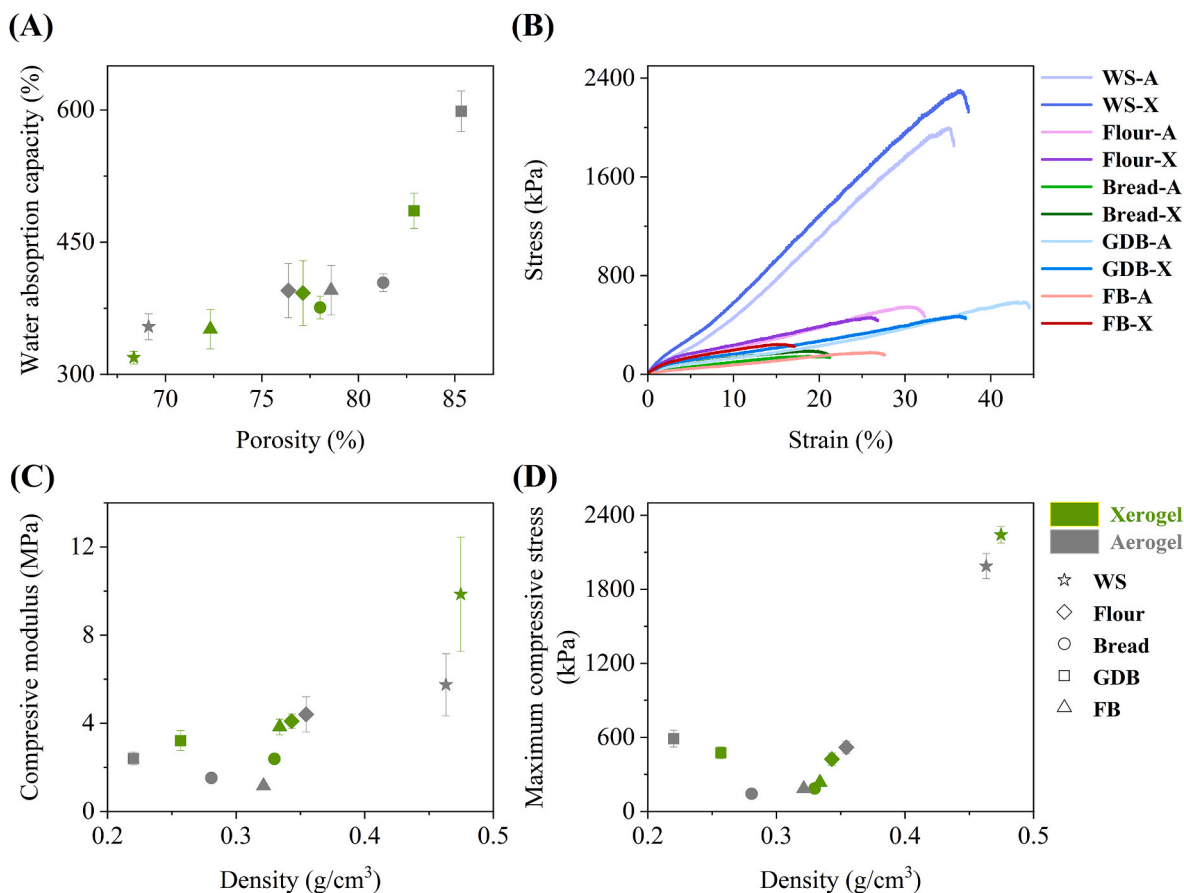 (A)
Water absoprtion capacity (%)
600
450
300
70
75
80
85
Porosity (%)
(B)
Stress (kPa)
2400
1600
800
0
0
10
20
30
40
Strain (%)
WS-A
WS-X
Flour-A
Flour-X
Bread-A
Bread-X
GDB-A
GDB-X
FB-A
FB-X
(C)
Compresive modulus (MPa)
12
8
4
0
0.2
0.3
0.4
0.5
Density (g/cm³)
(D)
Maximum compressive stress
(kPa)
2400
1800
1200
600
0
0.2
0.3
0.4
0.5
Density (g/cm³)
Xerogel
Aerogel
WS
Flour
Bread
GDB
FB